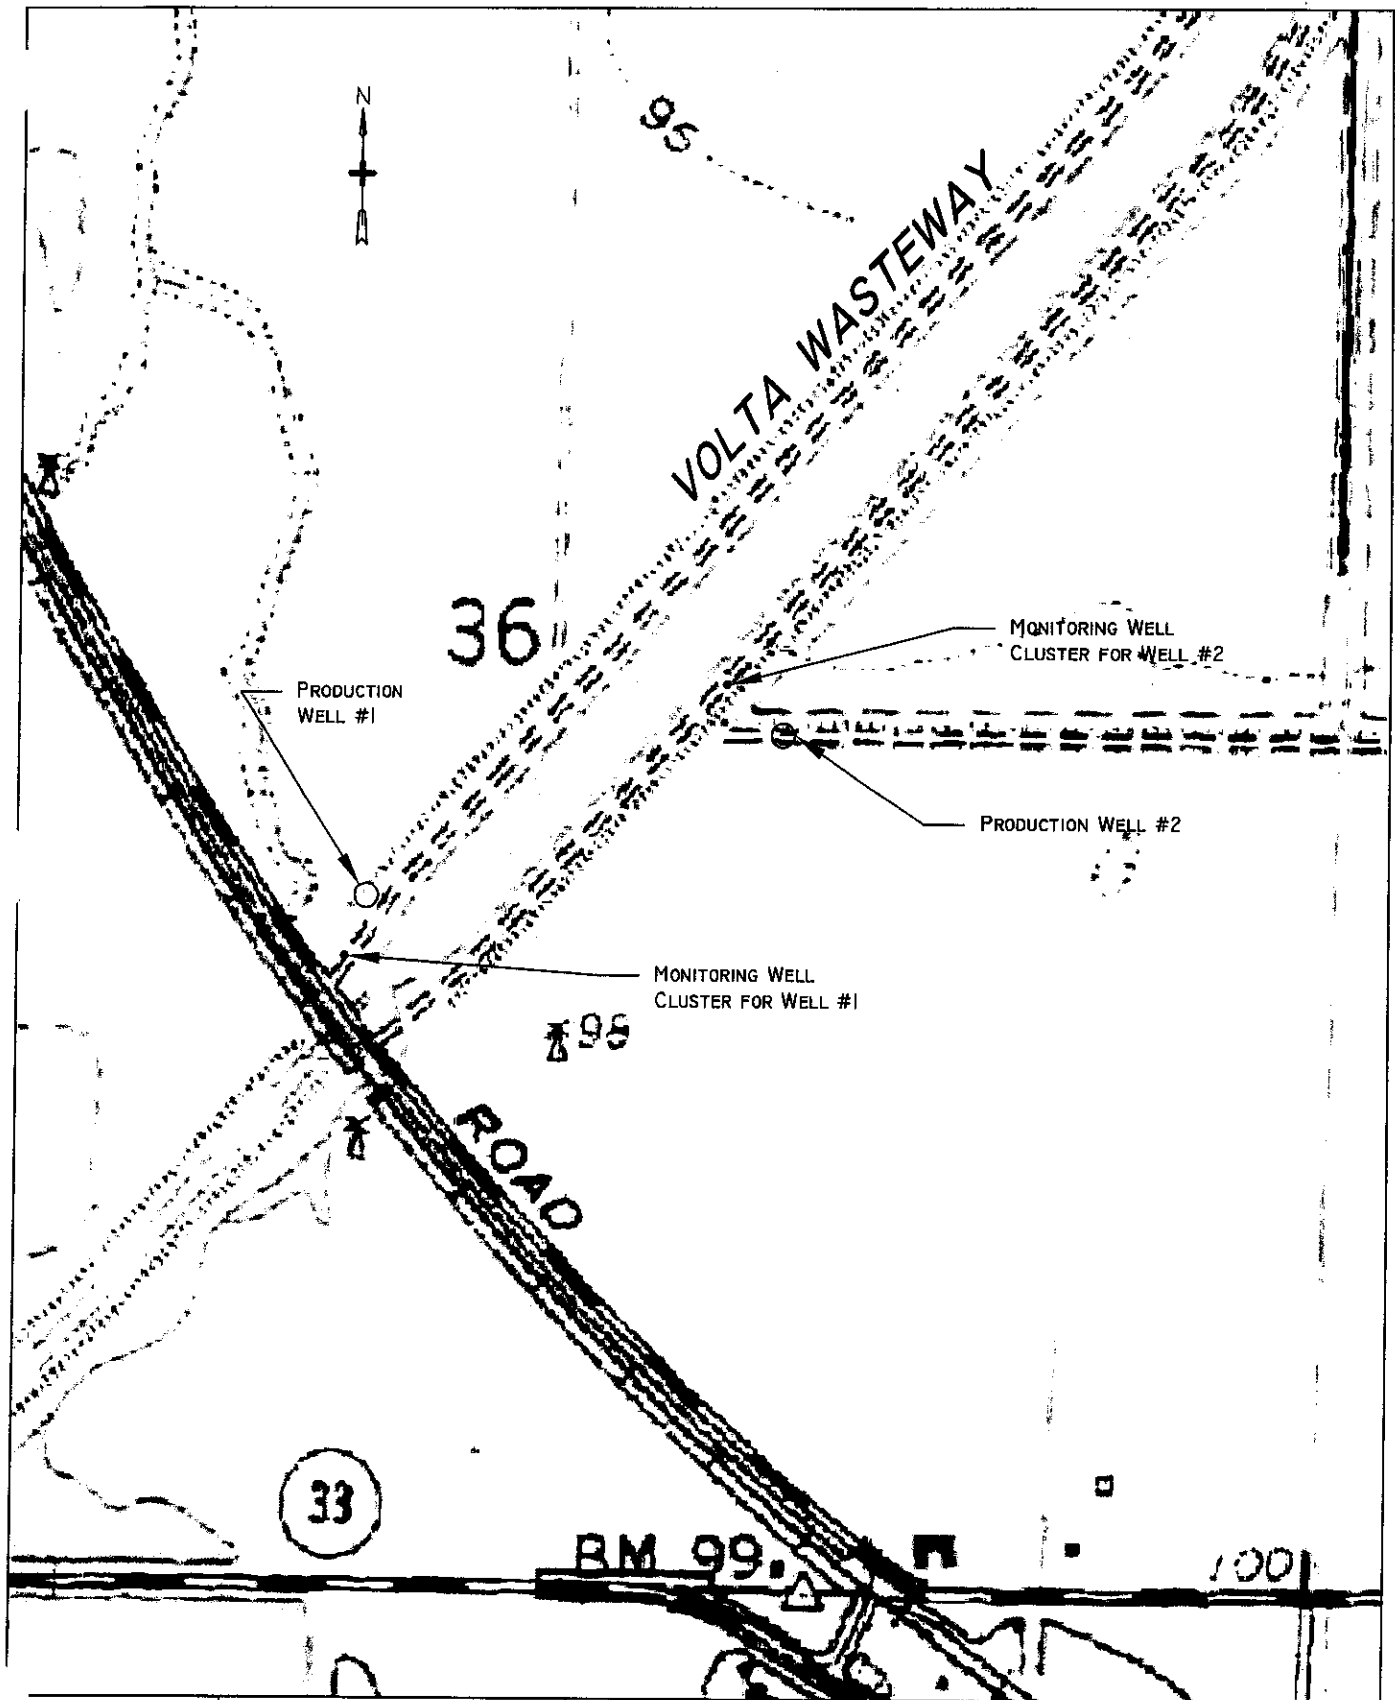 N
95
VOLTA WASTEWAY
36
MONITORING WELL
CLUSTER FOR WELL #2
PRODUCTION
WELL #1
PRODUCTION WELL #2
MONITORING WELL
CLUSTER FOR WELL #1
ROAD
33
BM 99
100